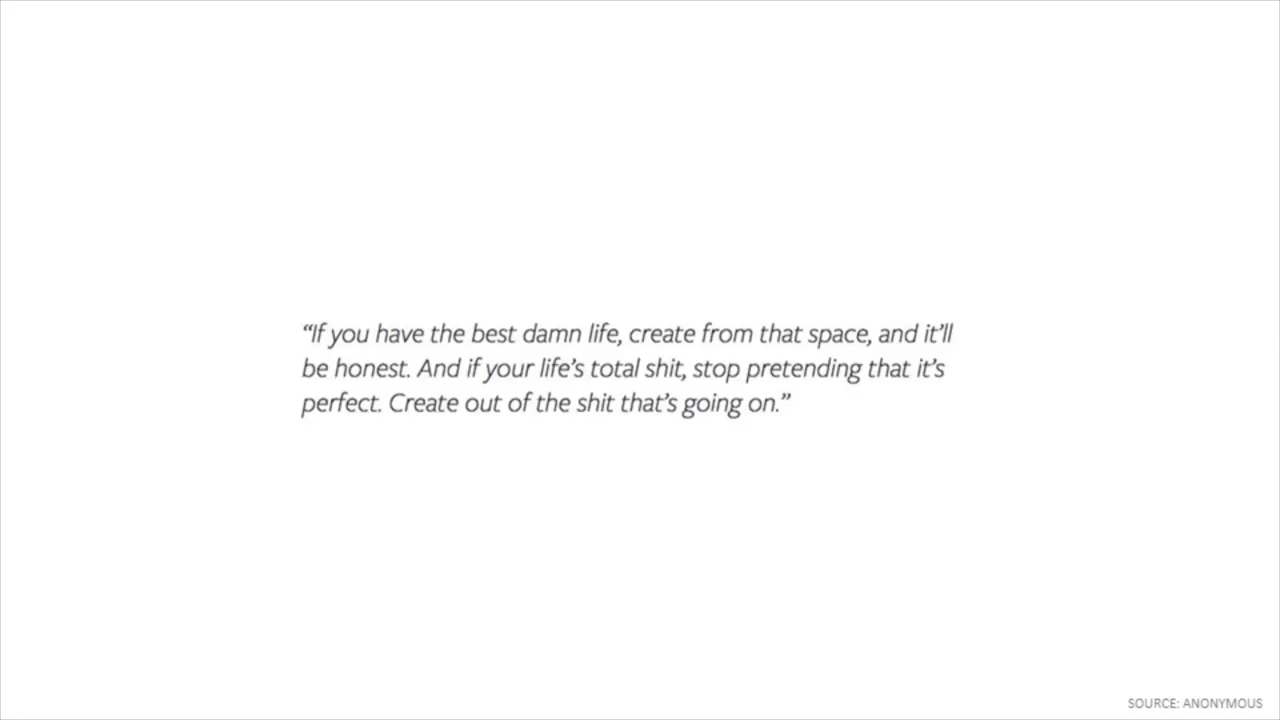 “If you have the best damn life, create from that space, and it’ll
be honest. And if your life’s total shit, stop pretending that it’s
perfect. Create out of the shit that’s going on.”
SOURCE: ANONYMOUS